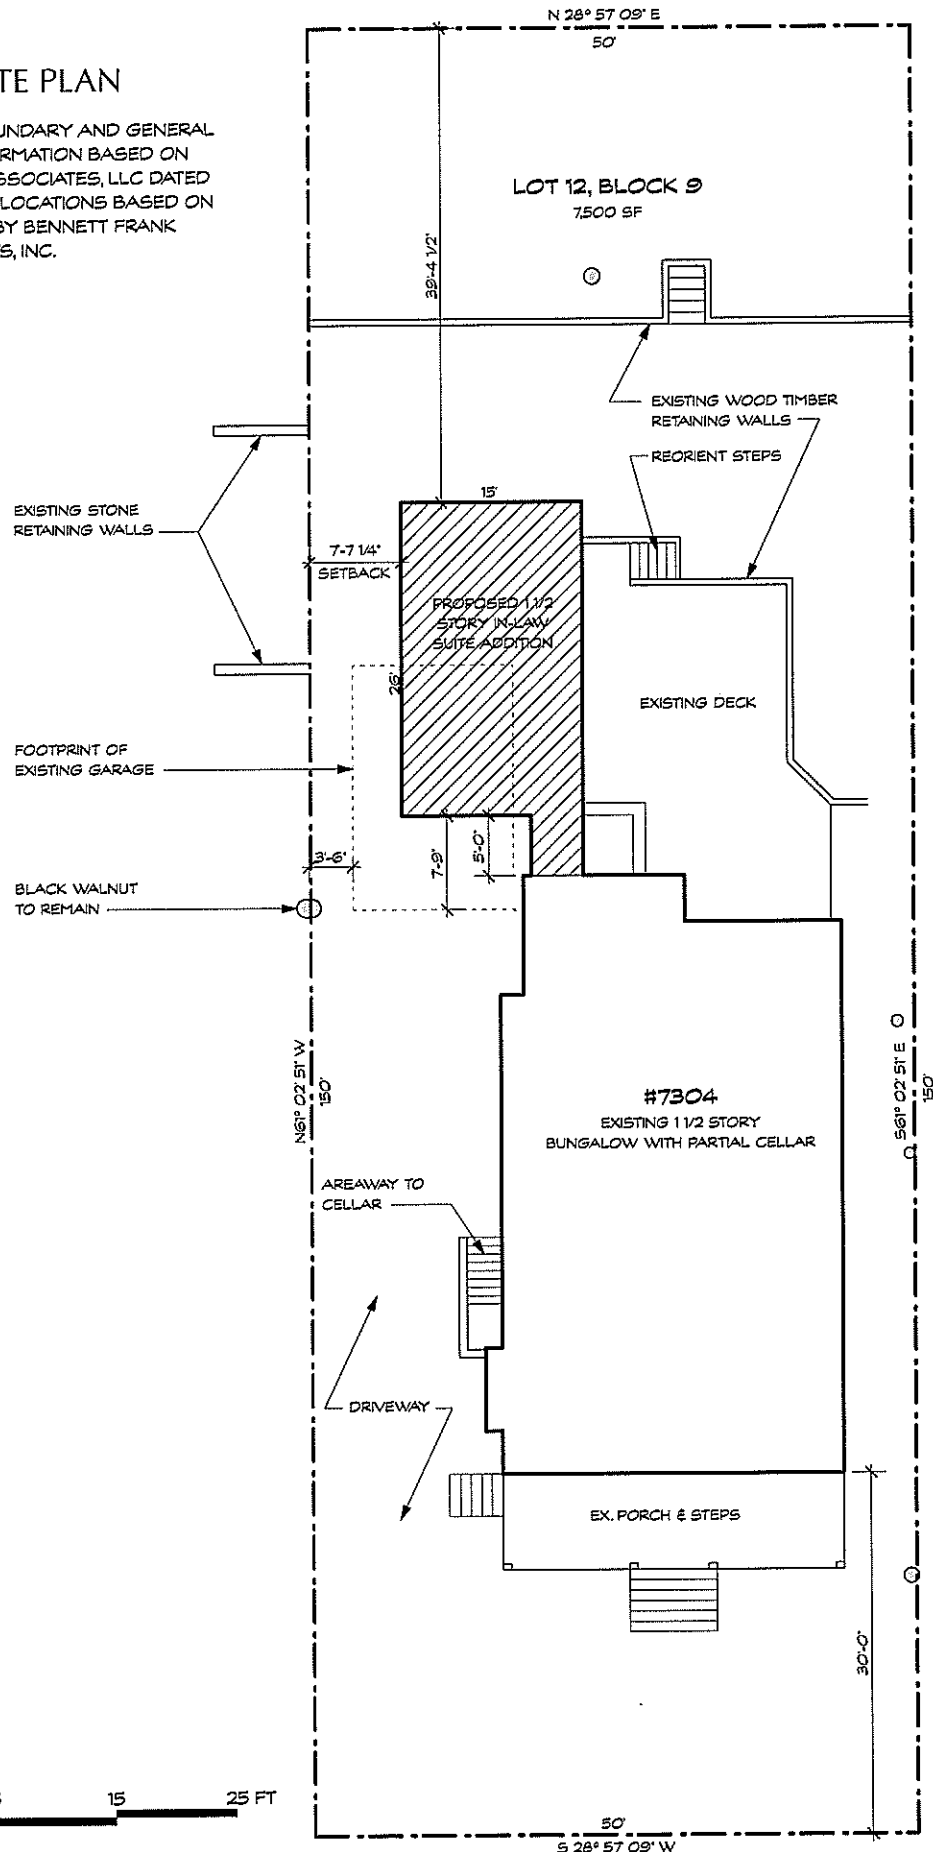 N 28° 57 09" E
50'
TE PLAN
UNDARY AND GENERAL
RMATION BASED ON
SSOCIATES, LLC DATED
LOCATIONS BASED ON
BY BENNETT FRANK
S, INC.
LOT 12, BLOCK 9
7,500 SF
39'-4 1/2"
EXISTING WOOD TIMBER
RETAINING WALLS
REORIENT STEPS
15'
EXISTING STONE
RETAINING WALLS
7-7 1/4"
SETBACK
PROPOSED 1 1/2
STORY IN-LAW
SUITE ADDITION
26'
EXISTING DECK
FOOTPRINT OF
EXISTING GARAGE
3'-6"
7'-9"
5'-0"
BLACK WALNUT
TO REMAIN
N61° 02' 51" W
150'
S61° 02' 51" E
150'
#7304
EXISTING 1 1/2 STORY
BUNGALOW WITH PARTIAL CELLAR
AREAWAY TO
CELLAR
DRIVEWAY
EX. PORCH & STEPS
30'-0"
15
25 FT
50'
S 28° 57 09" W